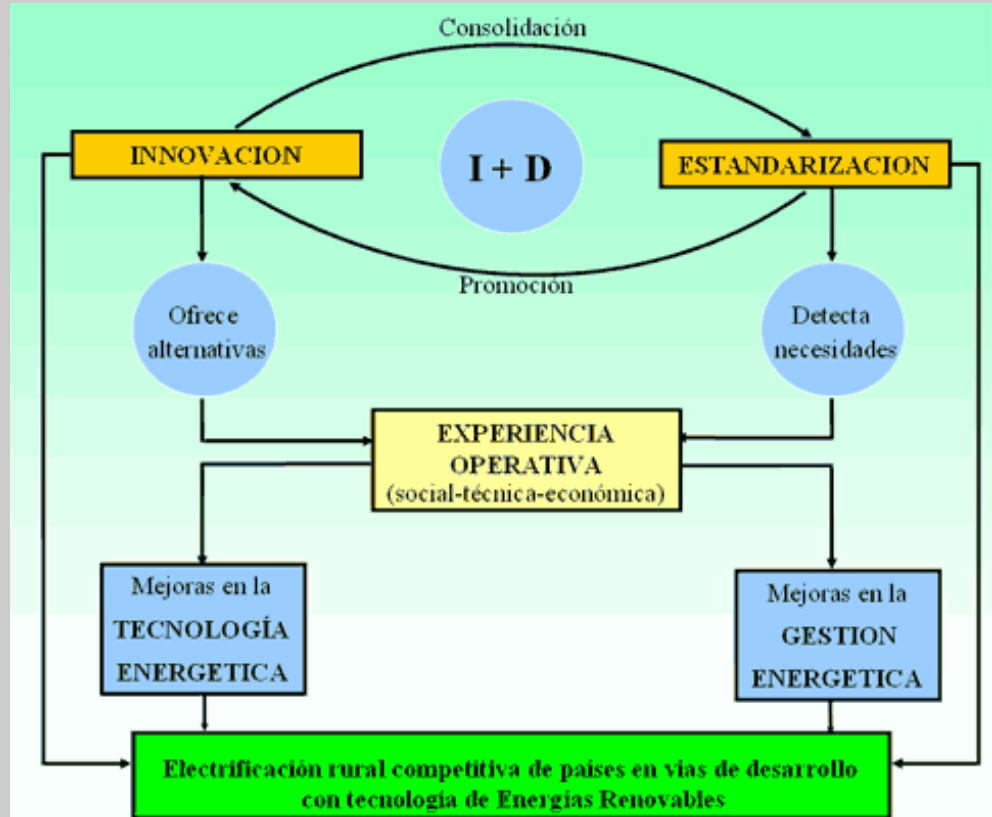 Consolidación
INNOVACION
I + D
ESTANDARIZACION
Promoción
Ofrece
alternativas
Detecta
necesidades
EXPERIENCIA
OPERATIVA
(social-técnica-económica)
Mejoras en la
TECNOLOGÍA
ENERGETICA
Mejoras en la
GESTION
ENERGETICA
Electrificación rural competitiva de países en vias de desarrollo
con tecnología de Energías Renovables